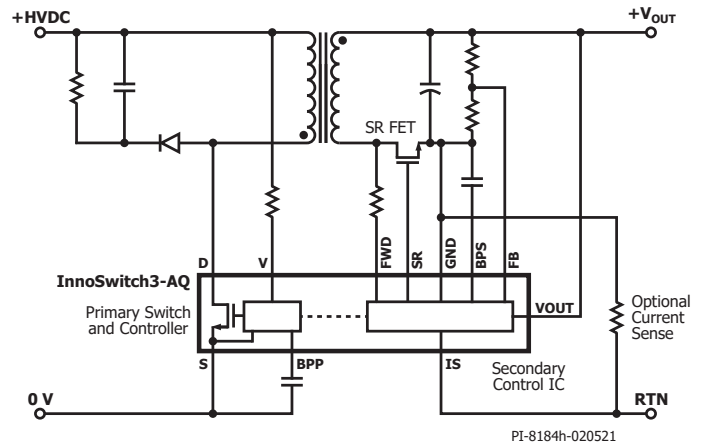 +HVDC
+VOUT
SR FET
D
V
FWD
SR
GND
BPS
FB
InnoSwitch3-AQ
Primary Switch
and Controller
VOUT
Optional
Current
Sense
S
BPP
IS
Secondary
Control IC
0 V
RTN
PI-8184h-020521